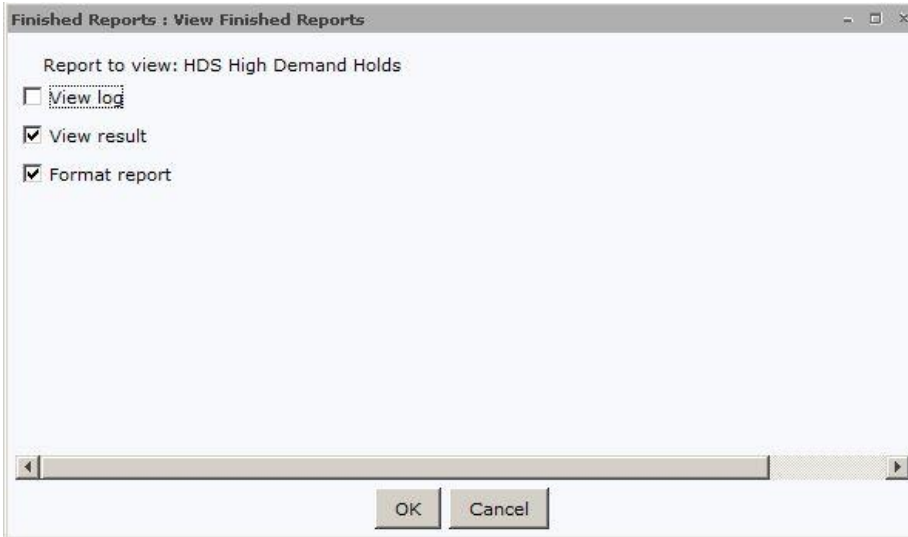 Finished Reports : View Finished Reports
Report to view: HDS High Demand Holds
View log
View result
Format report
OK Cancel